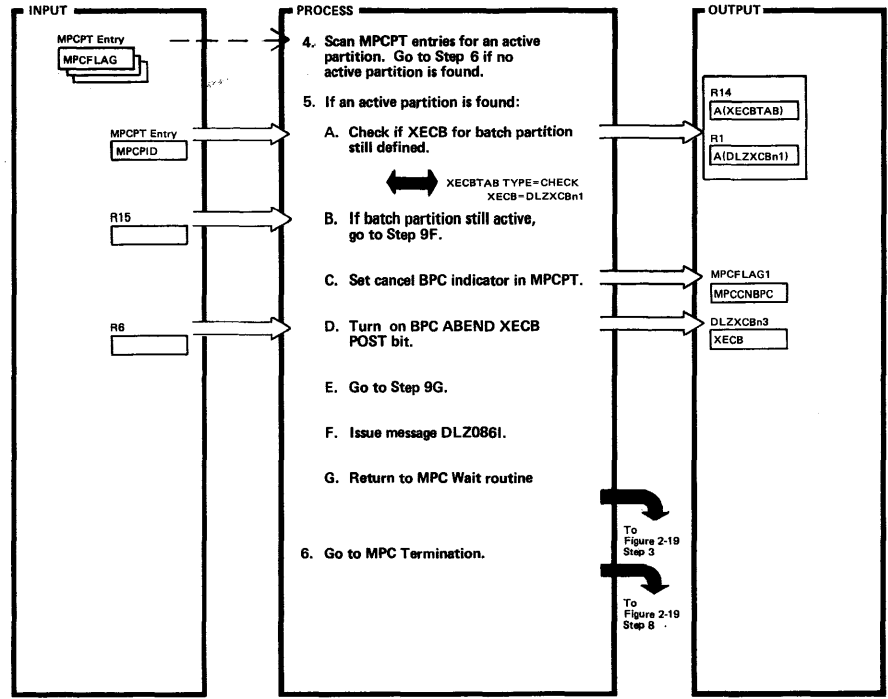 INPUT
PROCESS
OUTPUT
MPCPT Entry
MPCFLAG
4. Scan MPCPT entries for an active
partition. Go to Step 6 if no
active partition is found.
5. If an active partition is found:
MPCPT Entry
MPCPID
A. Check if XECB for batch partition
still defined.
R14
A(XECBTAB)
R1
A(DLZXCBn1)
XECBTAB TYPE=CHECK
XECB=DLZXCBn1
R15
B. If batch partition still active,
go to Step 9F.
C. Set cancel BPC indicator in MPCPT.
MPCFLAG1
MPCCNBPC
R6
D. Turn on BPC ABEND XECB
POST bit.
DLZXCBn3
XECB
E. Go to Step 9G.
F. Issue message DLZ086I.
G. Return to MPC Wait routine
To
Figure 2-19
Step 3
6. Go to MPC Termination.
To
Figure 2-19
Step 8